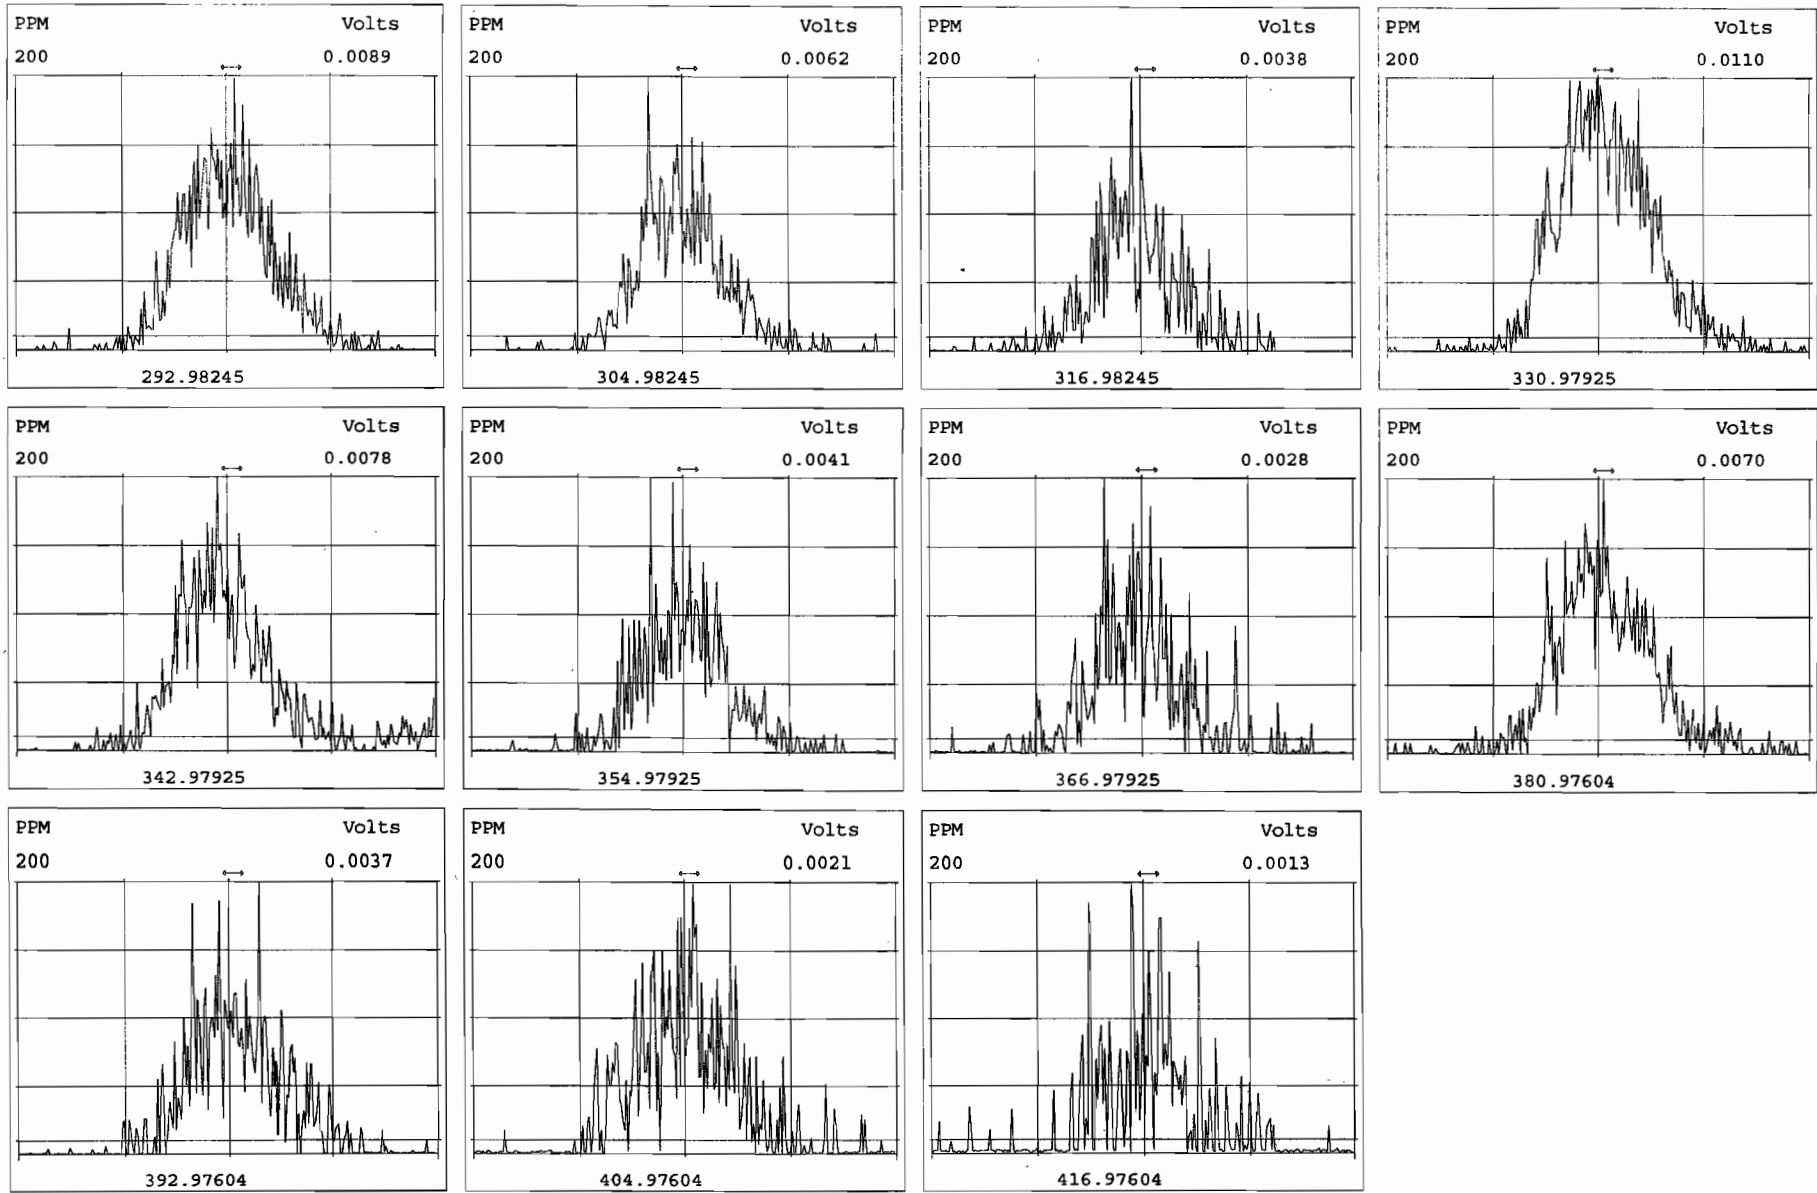 PPM Volts
200 0.0089
292.98245
PPM Volts
200 0.0062
304.98245
PPM Volts
200 0.0038
316.98245
PPM Volts
200 0.0110
330.97925
PPM Volts
200 0.0078
342.97925
PPM Volts
200 0.0041
354.97925
PPM Volts
200 0.0028
366.97925
PPM Volts
200 0.0070
380.97604
PPM Volts
200 0.0037
392.97604
PPM Volts
200 0.0021
404.97604
PPM Volts
200 0.0013
416.97604